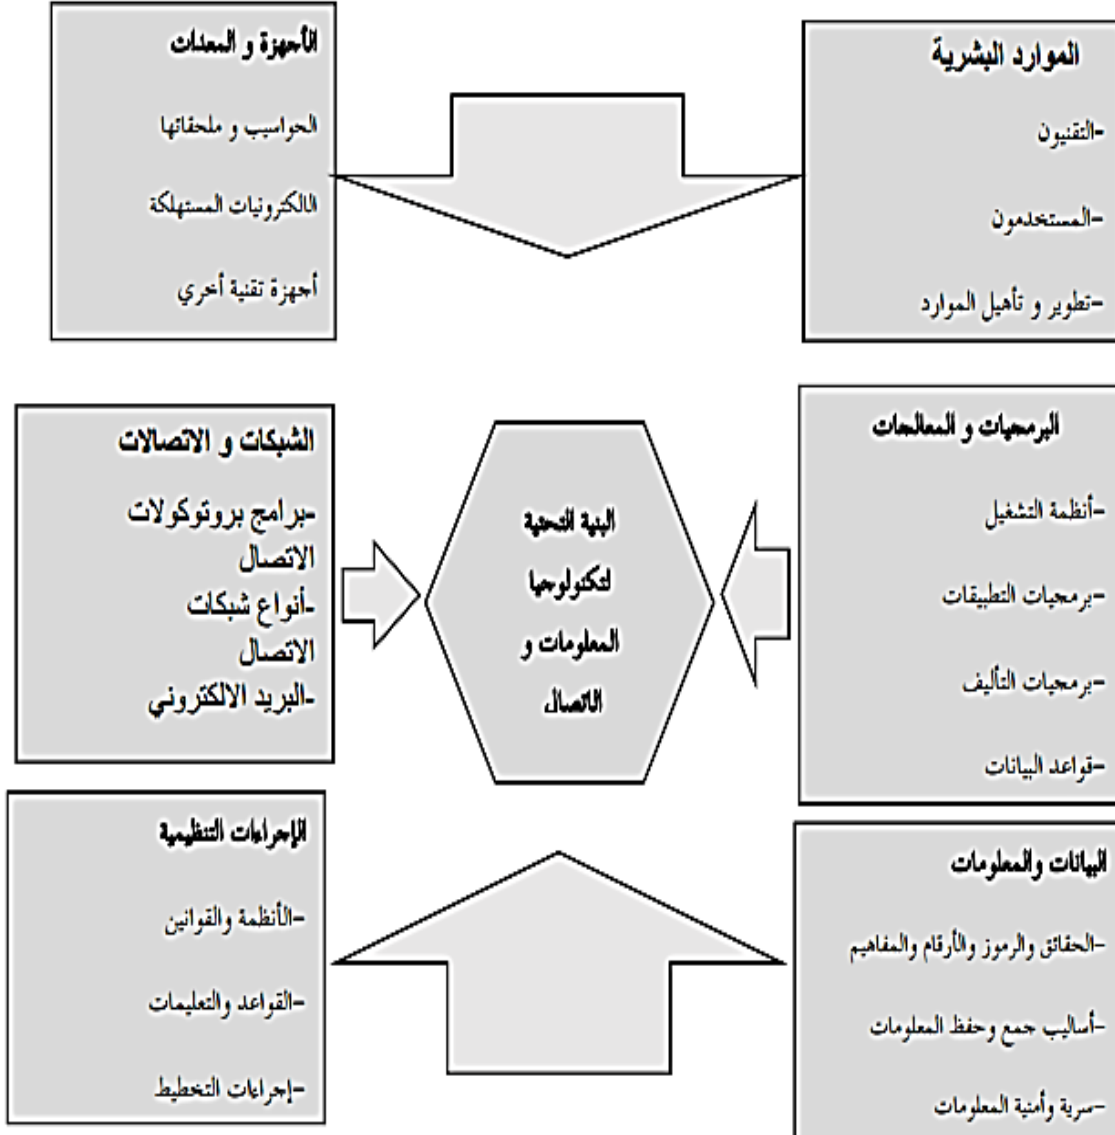 الموارد البشرية
-التقنيون
-المستخدمون
-تطوير و تأهيل الموارد
الأجهزة و المعدات
الحواسيب و ملحقاتها
الالكترونيات المستهلكة
أجهزة تقنية أخري
البرمجيات و المعالجات
-أنظمة التشغيل
-برمجيات التطبيقات
-برمجيات التأليف
-قواعد البيانات
البنية التحتية
لتكنولوجيا
المعلومات و
الاتصال
الشبكات و الاتصالات
-برامج بروتوكولات
الاتصال
-أنواع شبكات
الاتصال
-البريد الالكتروني
البيانات والمعلومات
-الحقائق والرموز والأرقام والمفاهيم
-أساليب جمع وحفظ المعلومات
-سرية وأمنية المعلومات
الإجراءات التنظيمية
-الأنظمة والقوانين
-القواعد والتعليمات
-إجراءات التخطيط